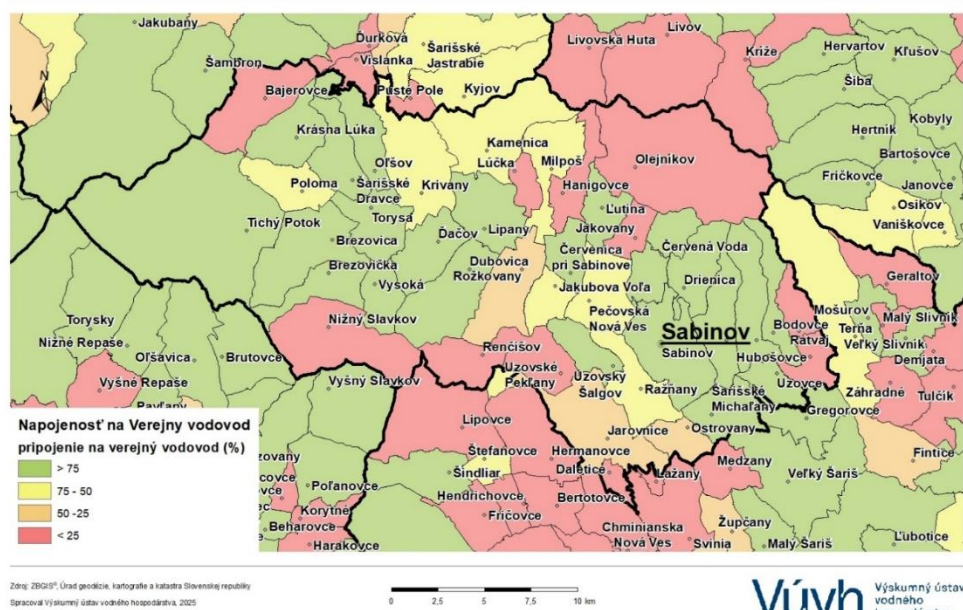 Jakubany
Ďurková
Šarišské
Jastrabie
Livovská Huta
Livov
Kríže
Hervartov
Kľušov
Šambron
Vislanka
Bajerovce
Pusté Pole
Kyjov
Šiba
Krásna Lúka
Kamenica
Kobyly
Hertník
Oľšov
Lúčka
Milpoš
Olejníkov
Bartošovce
Poloma
Šarišské
Dravce
Krivany
Hanigovce
Fričkovce
Janovce
Torysa
Ľutina
Osikov
Tichý Potok
Lipany
Jakovany
Vaniškovce
Brezovica
Ďačov
Červenica
pri Sabinove
Červená Voda
Brezovička
Dubovica
Rožkovany
Drienica
Geraltov
Vysoká
Jakubova Voľa
Torysky
Nižný Slavkov
Pečovská
Nová Ves
Mošurov
Malý Slivník
Bodovce
Terňa
Nižné Repaše
Oľšavica
Brutovce
Renčišov
Sabinov
Sabinov
Ratvaj
Veľký Slivník
Hubošovce
Demjata
Vyšné Repaše
Vyšný Slavkov
Uzovské
Pekľany
Uzovský
Šalgov
Ražňany
Uzovce
Záhradné
Tulčík
Pavľany
Šarišské
Michaľany
Gregorovce
Lipovce
Jarovnice
Ostrovany
Fintice
Štefanovce
Hermanovce
Medzany
Šindliar
Daletice
Lažany
Veľký Šariš
Poľanovce
Hendrichovce
Bertotovce
Korytné
Fričovce
Chminianska
Nová Ves
Župčany
Beharovce
Svinia
Malý Šariš
Ľubotice
Harakovce
N
Napojenosť na Verejny vodovod
pripojenie na verejný vodovod (%)
> 75
75 - 50
50 -25
< 25
Zdroj: ZBGIS®, Úrad geodézie, kartografie a katastra Slovenskej republiky
Spracoval Výskumný ústav vodného hospodárstva, 2025
0 2,5 5 7,5 10 km
Vúvh
Výskumný ústav
vodného